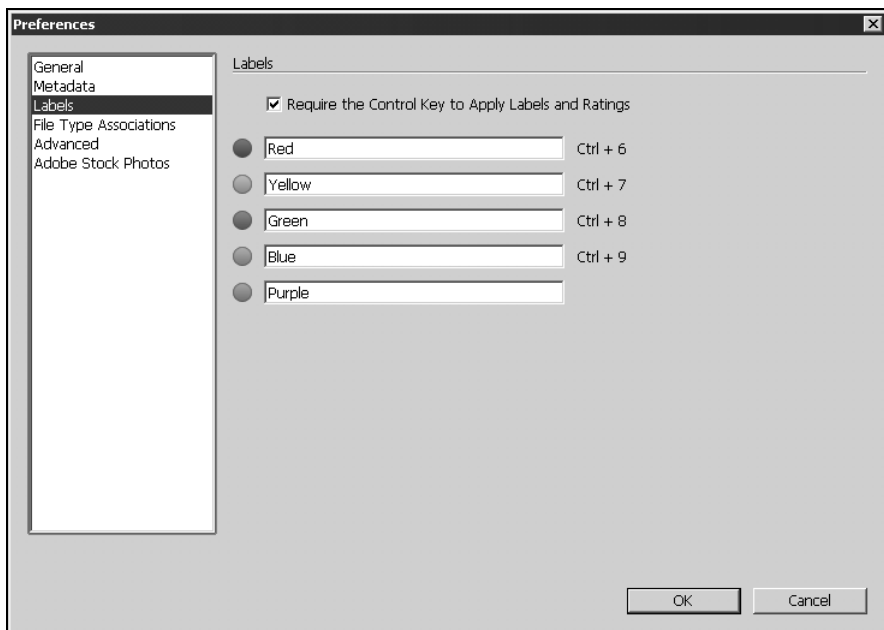 Preferences
General
Metadata
Labels
File Type Associations
Advanced
Adobe Stock Photos
Labels
Require the Control Key to Apply Labels and Ratings
Red Ctrl + 6
Yellow Ctrl + 7
Green Ctrl + 8
Blue Ctrl + 9
Purple
OK Cancel